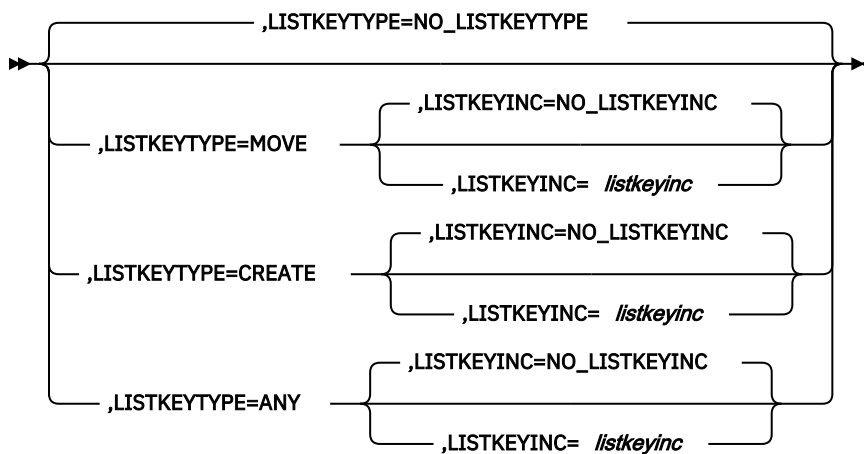 ,LISTKEYTYPE=NO_LISTKEYTYPE
,LISTKEYINC=NO_LISTKEYINC
,LISTKEYTYPE=MOVE
,LISTKEYINC= listkeyinc
,LISTKEYINC=NO_LISTKEYINC
,LISTKEYTYPE=CREATE
,LISTKEYINC= listkeyinc
,LISTKEYINC=NO_LISTKEYINC
,LISTKEYTYPE=ANY
,LISTKEYINC= listkeyinc